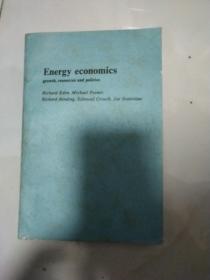 Energy economics
growth, resources and policies
Richard Eden Michael Posner
Richard Bending, Edmund Crouch, Joe Stanislaw